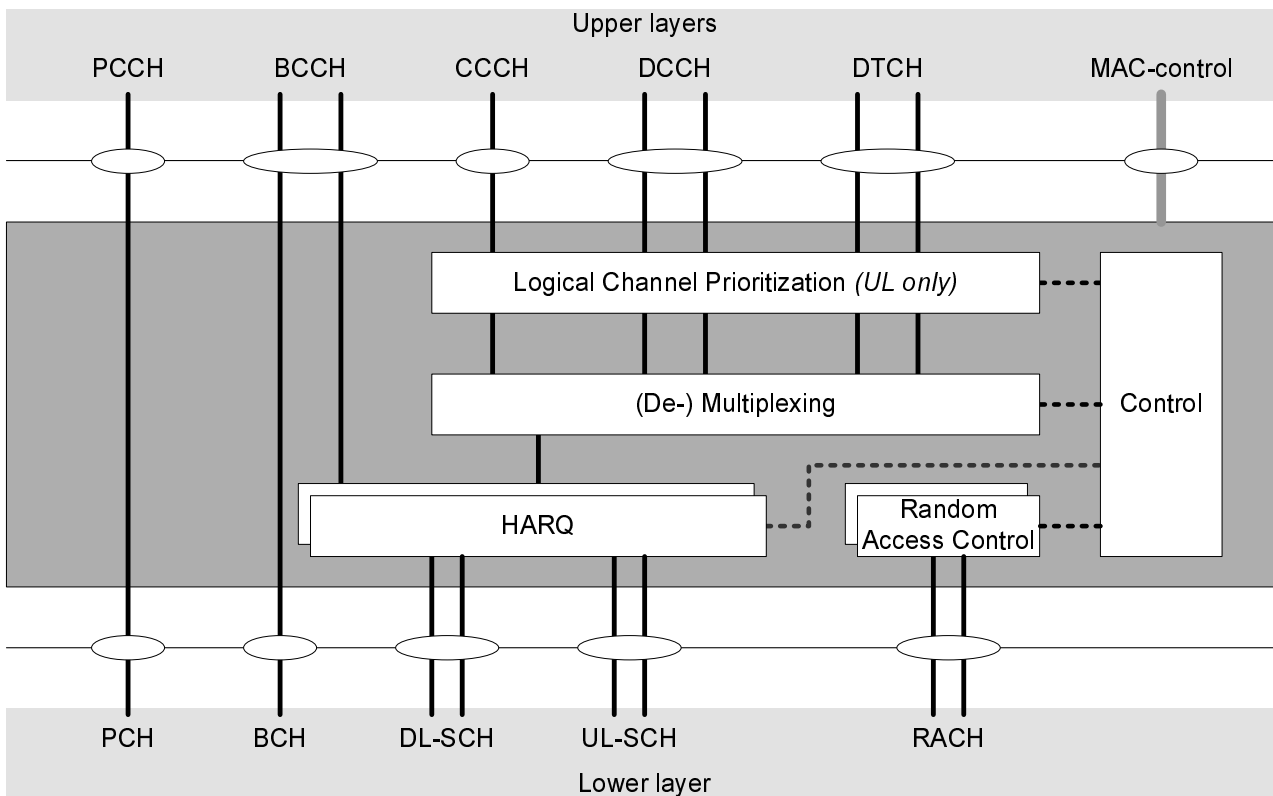 Upper layers
PCCH BCCH CCCH DCCH DTCH MAC-control
Logical Channel Prioritization (UL only)
(De-) Multiplexing
Control
HARQ
Random
Access Control
PCH BCH DL-SCH UL-SCH RACH
Lower layer